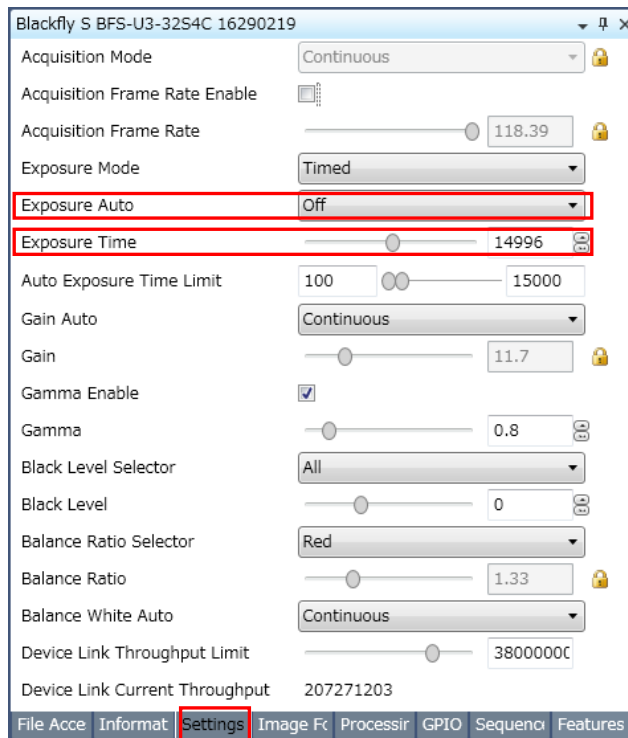 Blackfly S BFS-U3-32S4C 16290219
Acquisition Mode Continuous
Acquisition Frame Rate Enable
Acquisition Frame Rate 118.39
Exposure Mode Timed
Exposure Auto Off
Exposure Time 14996
Auto Exposure Time Limit 100 15000
Gain Auto Continuous
Gain 11.7
Gamma Enable
Gamma 0.8
Black Level Selector All
Black Level 0
Balance Ratio Selector Red
Balance Ratio 1.33
Balance White Auto Continuous
Device Link Throughput Limit 38000000
Device Link Current Throughput 207271203
File Acce Informat Settings Image Fo Processir GPIO Sequenc Features